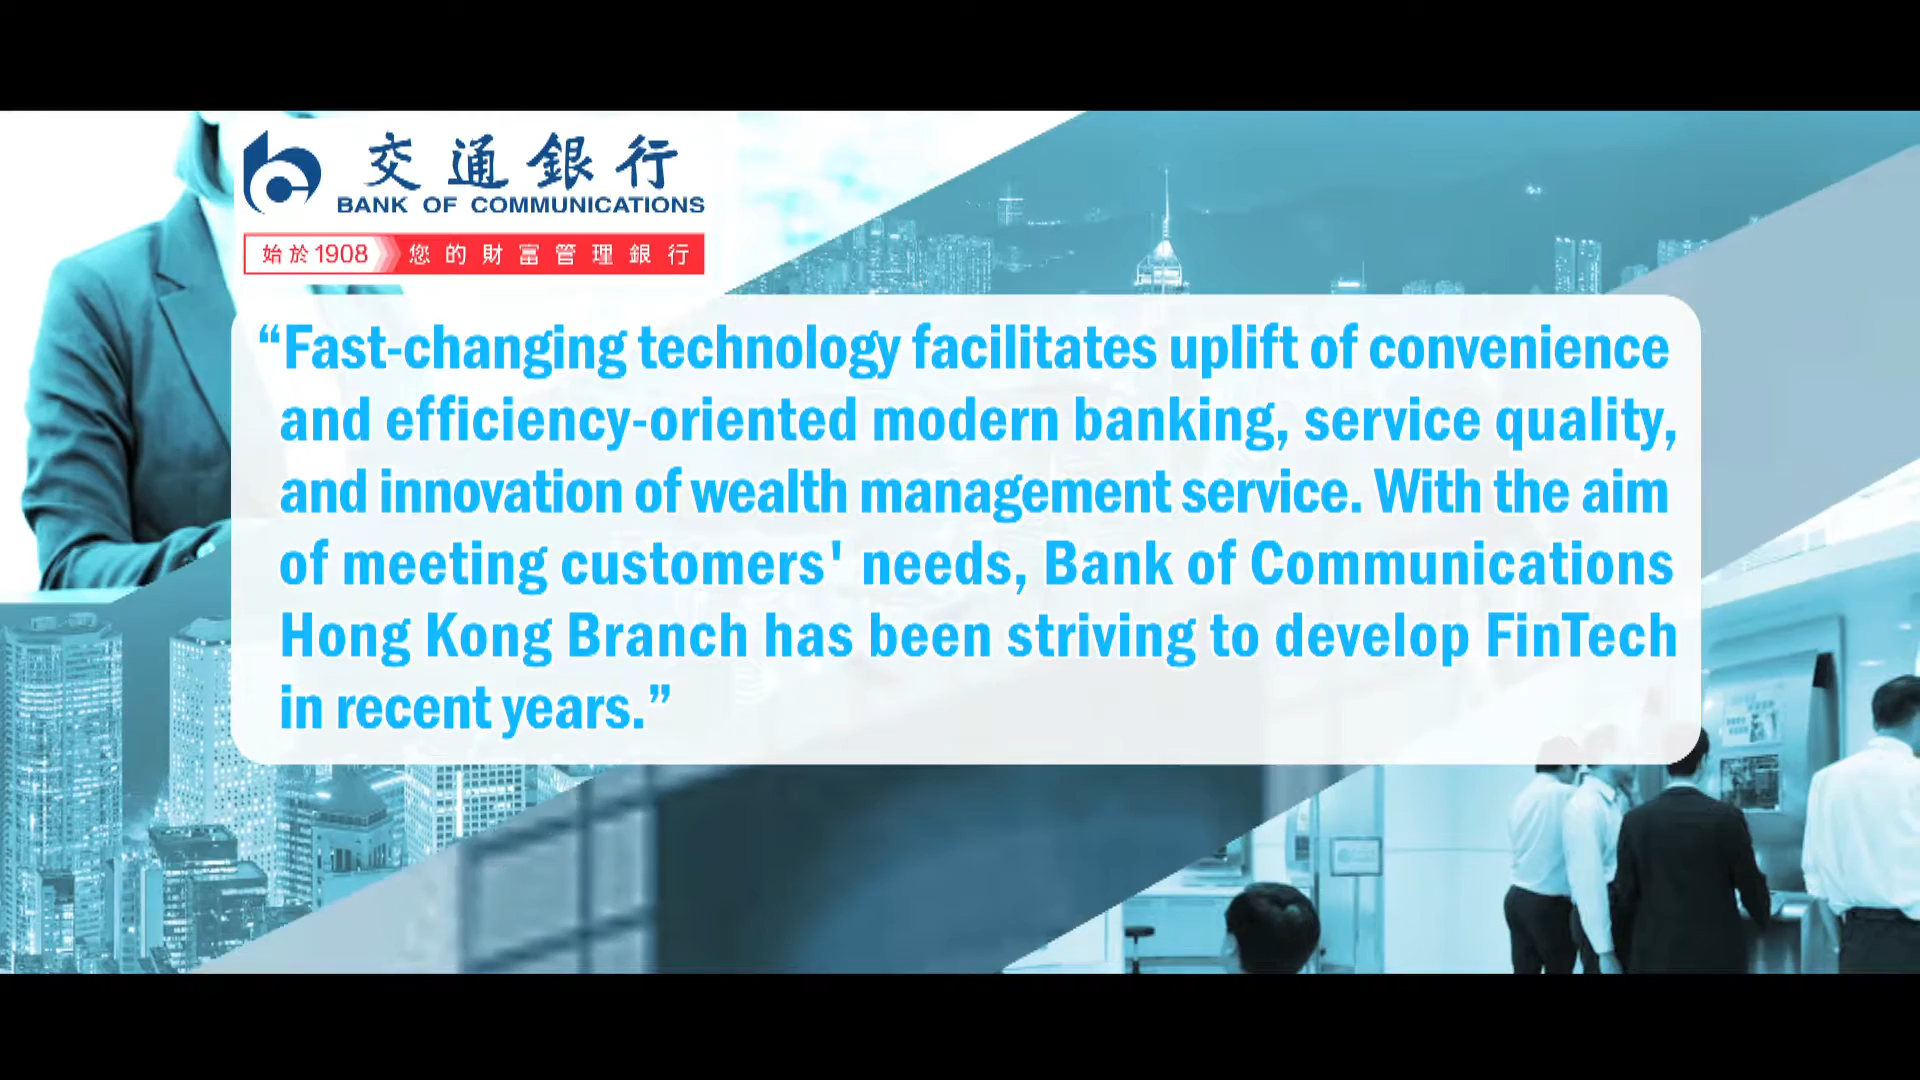 交通銀行
BANK OF COMMUNICATIONS
始於1908 您的財富管理銀行
“Fast-changing technology facilitates uplift of convenience
and efficiency-oriented modern banking, service quality,
and innovation of wealth management service. With the aim
of meeting customers' needs, Bank of Communications
Hong Kong Branch has been striving to develop FinTech
in recent years.”